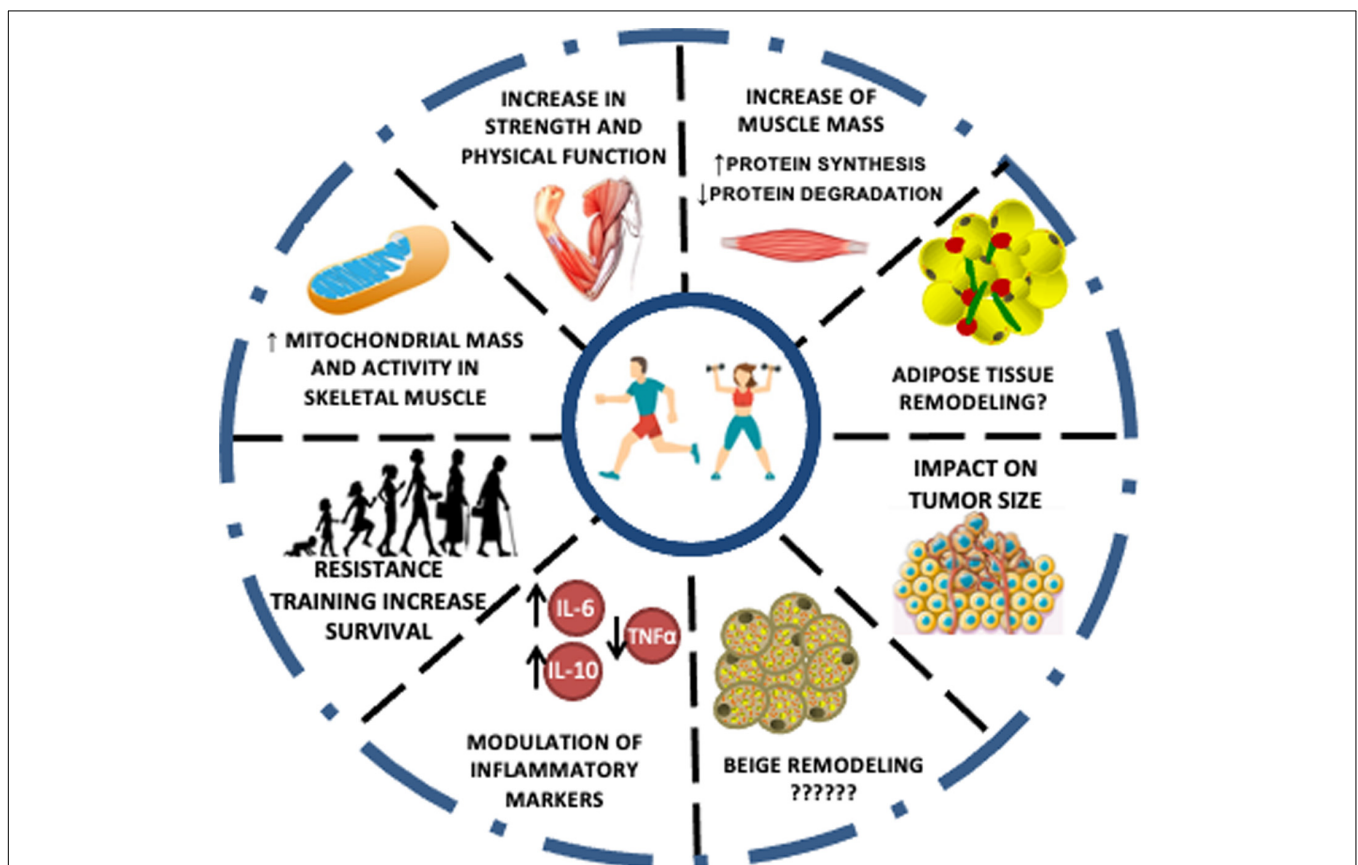 INCREASE IN
STRENGTH AND
PHYSICAL FUNCTION
INCREASE OF
MUSCLE MASS
↑PROTEIN SYNTHESIS
↓PROTEIN DEGRADATION
↑ MITOCHONDRIAL MASS
AND ACTIVITY IN
SKELETAL MUSCLE
ADIPOSE TISSUE
REMODELING?
IMPACT ON
TUMOR SIZE
RESISTANCE
TRAINING INCREASE
SURVIVAL
↑ IL-6
↓ TNFα
↑ IL-10
MODULATION OF
INFLAMMATORY
MARKERS
BEIGE REMODELING
??????